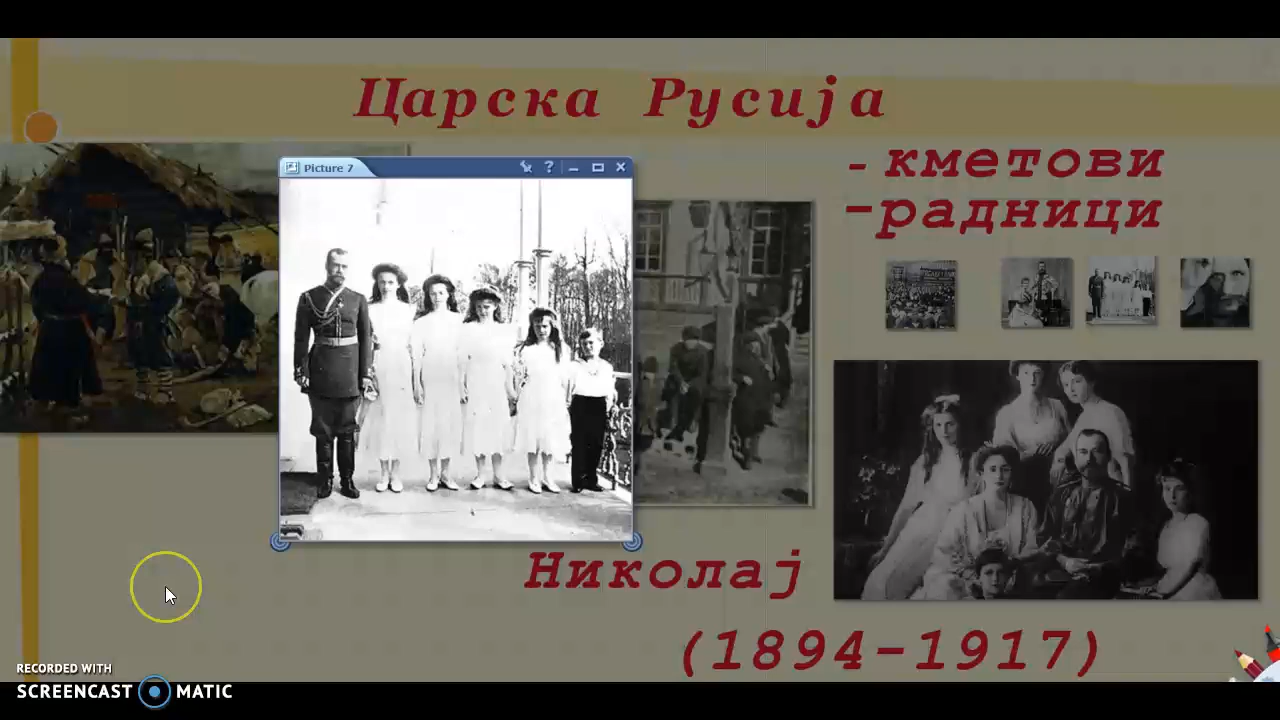 Царска Русија
- кметови
-радници
Picture 7
Николај
(1894-1917)
RECORDED WITH
SCREENCAST MATIC